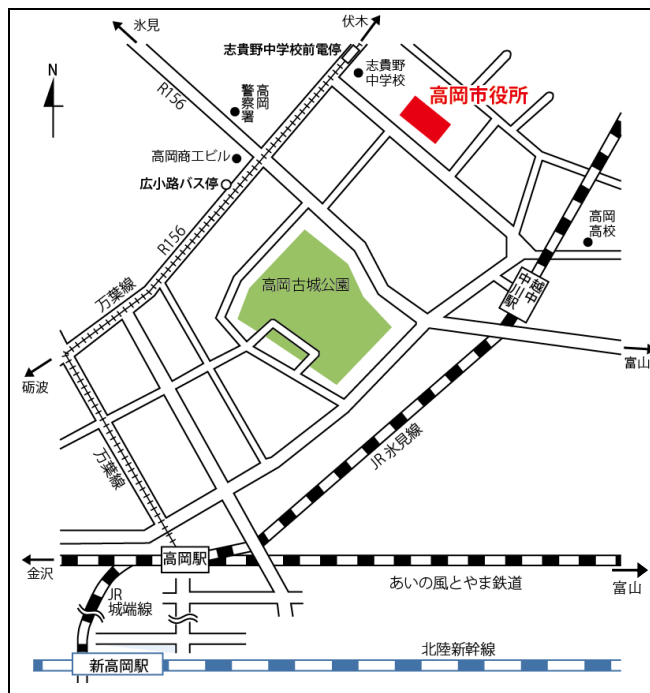 氷見
伏木
志貴野中学校前電停
志貴野
中学校
N
R156
高岡
警察署
高岡市役所
高岡商工ビル
広小路バス停
R156
高岡
高校
高岡古城公園
越中
中川駅
万葉線
富山
砺波
JR氷見線
万葉線
高岡駅
金沢
あいの風とやま鉄道
富山
JR
城端線
北陸新幹線
新高岡駅